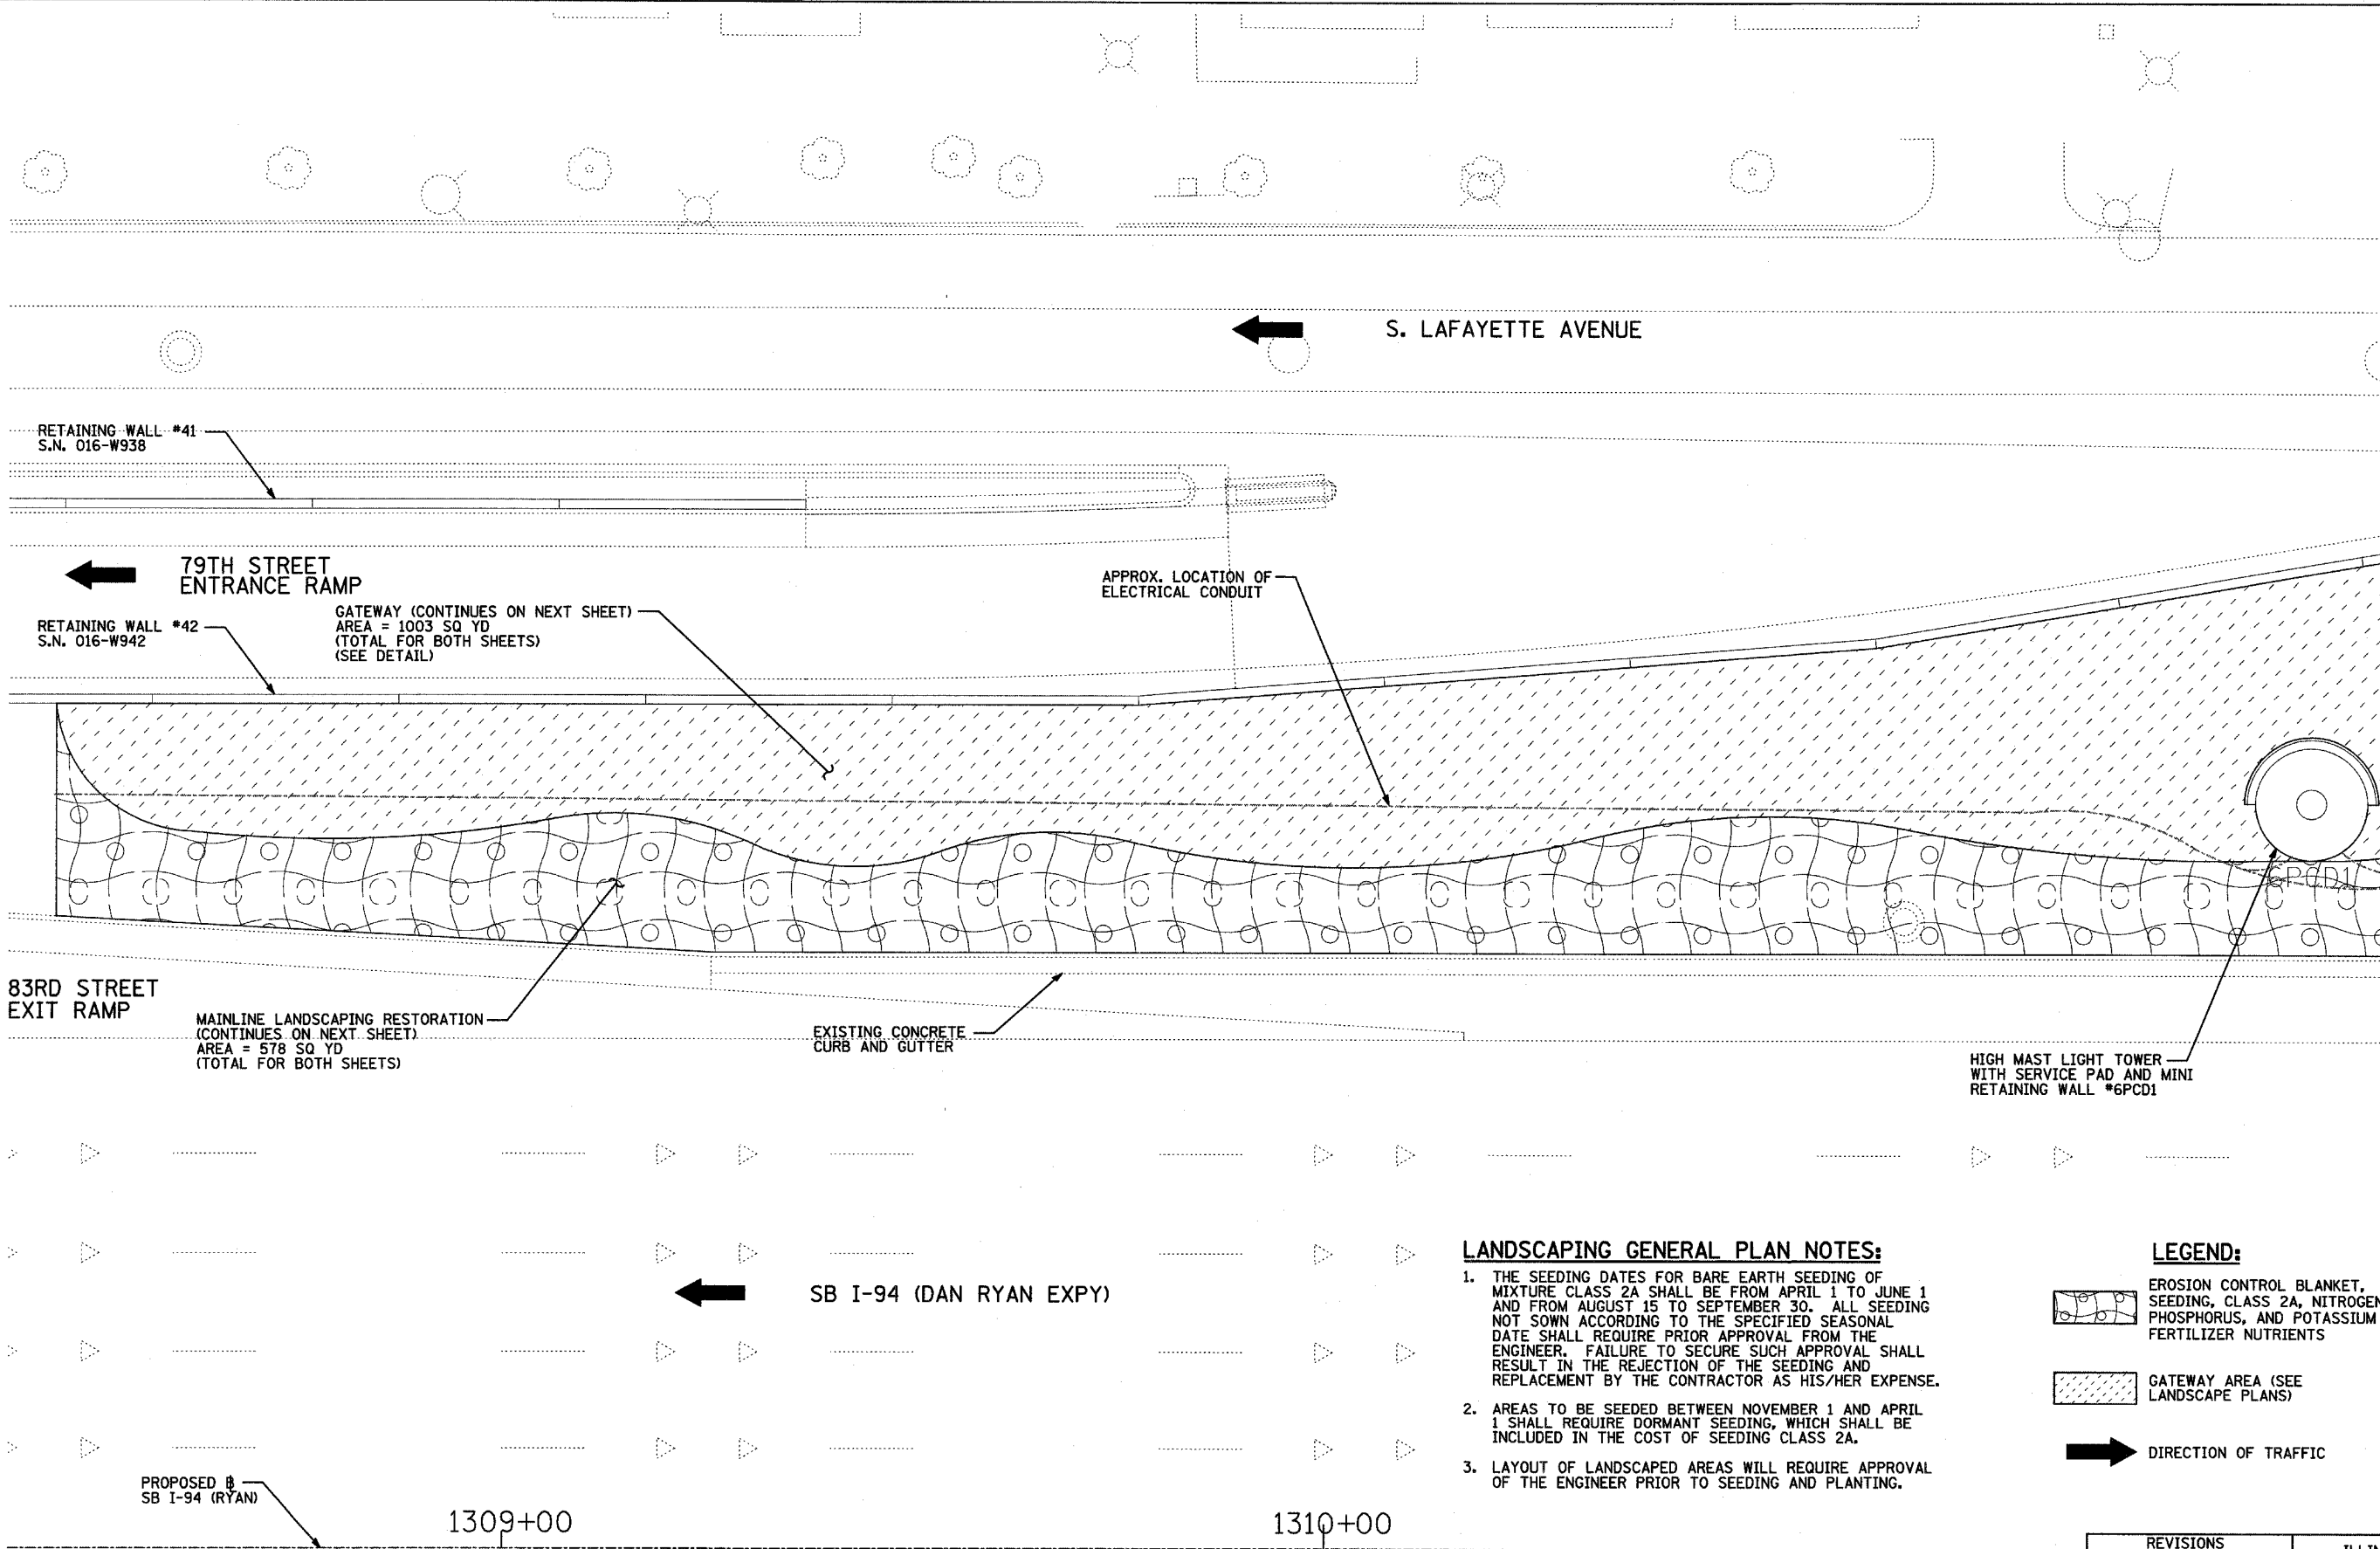 S. LAFAYETTE AVENUE
RETAINING WALL #41
S.N. 016-W938
79TH STREET
ENTRANCE RAMP
RETAINING WALL #42
S.N. 016-W942
GATEWAY (CONTINUES ON NEXT SHEET)
AREA = 1003 SQ YD
(TOTAL FOR BOTH SHEETS)
(SEE DETAIL)
APPROX. LOCATION OF
ELECTRICAL CONDUIT
6PCD1
83RD STREET
EXIT RAMP
MAINLINE LANDSCAPING RESTORATION
(CONTINUES ON NEXT SHEET)
AREA = 578 SQ YD
(TOTAL FOR BOTH SHEETS)
EXISTING CONCRETE
CURB AND GUTTER
HIGH MAST LIGHT TOWER
WITH SERVICE PAD AND MINI
RETAINING WALL #6PCD1
SB I-94 (DAN RYAN EXPY)
LANDSCAPING GENERAL PLAN NOTES:
1. THE SEEDING DATES FOR BARE EARTH SEEDING OF
MIXTURE CLASS 2A SHALL BE FROM APRIL 1 TO JUNE 1
AND FROM AUGUST 15 TO SEPTEMBER 30. ALL SEEDING
NOT SOWN ACCORDING TO THE SPECIFIED SEASONAL
DATE SHALL REQUIRE PRIOR APPROVAL FROM THE
ENGINEER. FAILURE TO SECURE SUCH APPROVAL SHALL
RESULT IN THE REJECTION OF THE SEEDING AND
REPLACEMENT BY THE CONTRACTOR AS HIS/HER EXPENSE.
2. AREAS TO BE SEEDED BETWEEN NOVEMBER 1 AND APRIL
1 SHALL REQUIRE DORMANT SEEDING, WHICH SHALL BE
INCLUDED IN THE COST OF SEEDING CLASS 2A.
3. LAYOUT OF LANDSCAPED AREAS WILL REQUIRE APPROVAL
OF THE ENGINEER PRIOR TO SEEDING AND PLANTING.
LEGEND:
EROSION CONTROL BLANKET,
SEEDING, CLASS 2A, NITROGEN
PHOSPHORUS, AND POTASSIUM
FERTILIZER NUTRIENTS
GATEWAY AREA (SEE
LANDSCAPE PLANS)
DIRECTION OF TRAFFIC
PROPOSED B
SB I-94 (RYAN)
1309+00
1310+00
REVISIONS